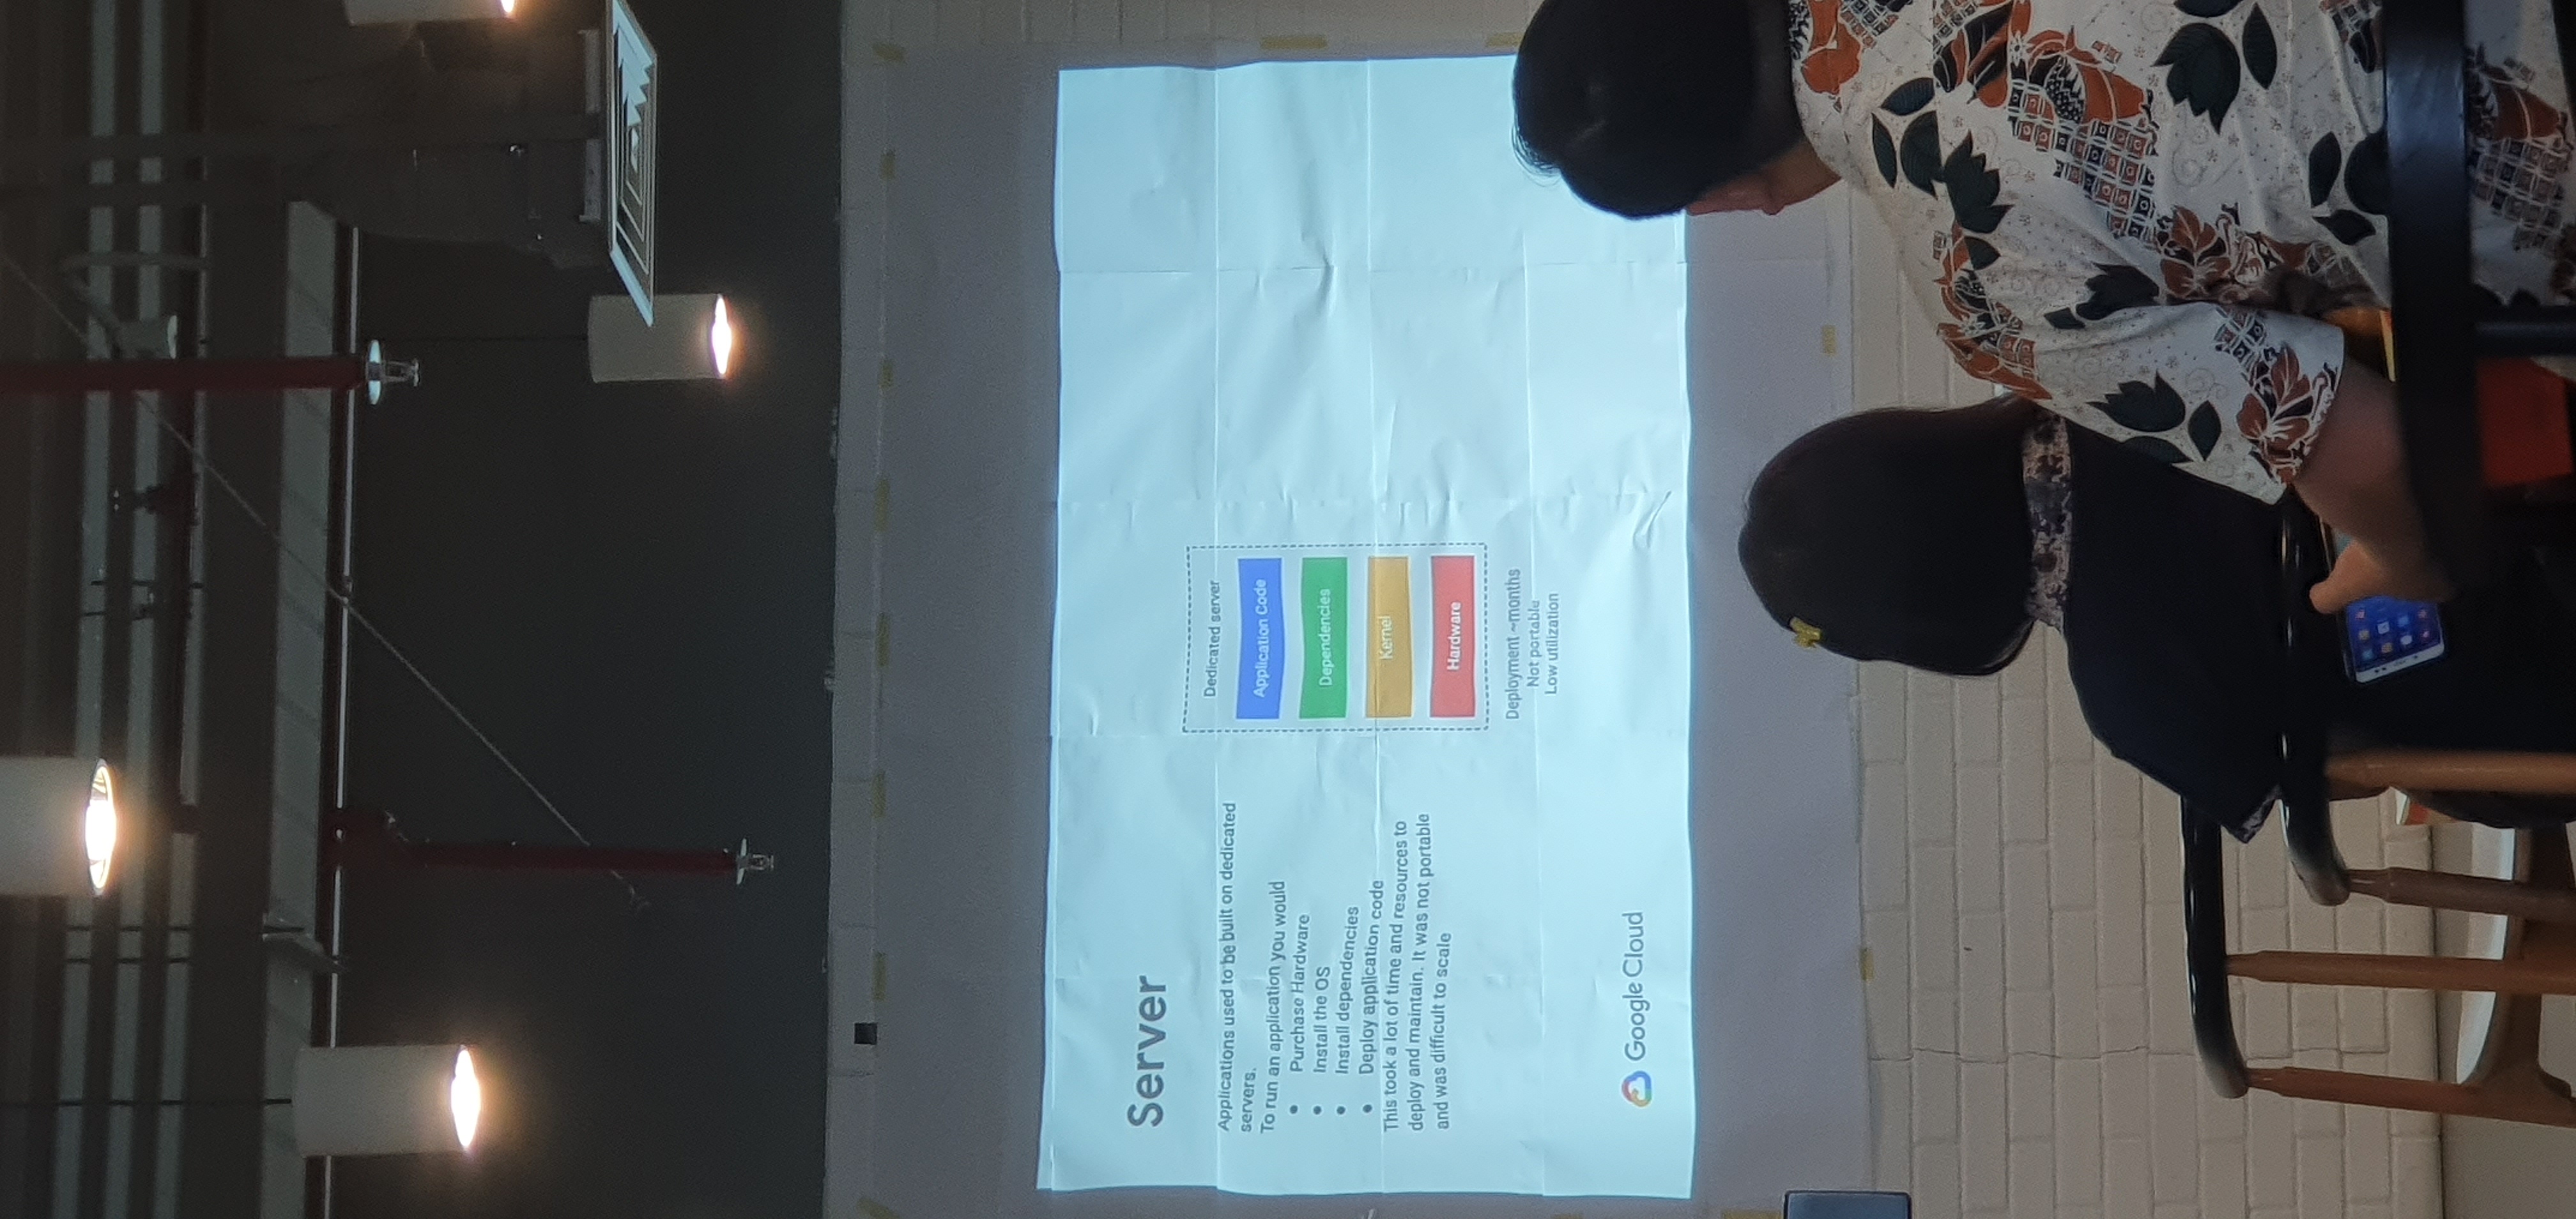 Server
Applications used to be built on dedicated
servers.
To run an application you would
● Purchase Hardware
● Install the OS
● Install dependencies
● Deploy application code
This took a lot of time and resources to
deploy and maintain. It was not portable
and was difficult to scale
Dedicated server
Application Code
Dependencies
Kernel
Hardware
Deployment ~months
Not portable
Low utilization
Google Cloud